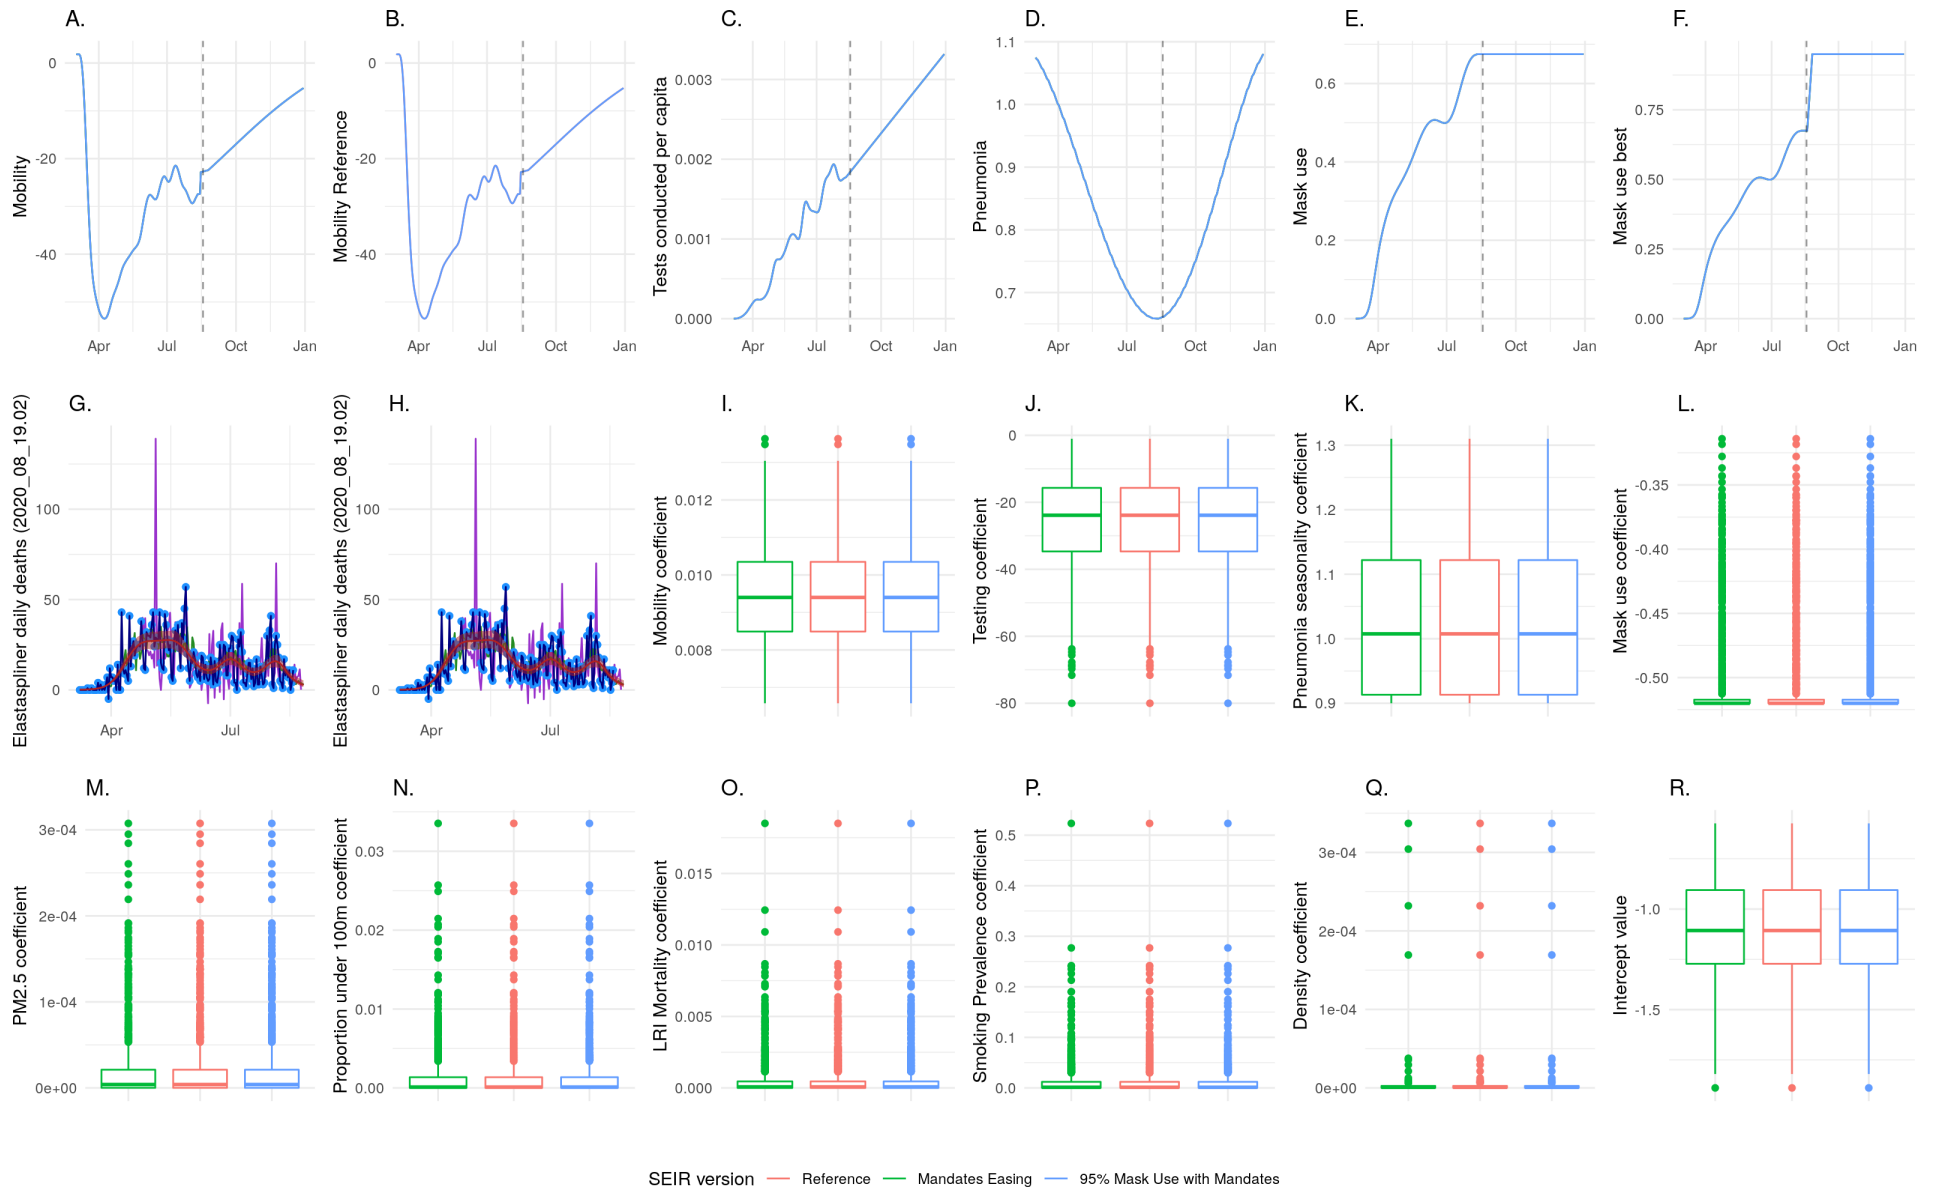 A.
B.
C.
D.
E.
F.
Mobility
0
-20
-40
Apr
Jul
Oct
Jan
Mobility Reference
0
-20
-40
Apr
Jul
Oct
Jan
Tests conducted per capita
0.003
0.002
0.001
0.000
Apr
Jul
Oct
Jan
Pneumonia
1.1
1.0
0.9
0.8
0.7
Apr
Jul
Oct
Jan
Mask use
0.6
0.4
0.2
0.0
Apr
Jul
Oct
Jan
Mask use best
0.75
0.50
0.25
0.00
Apr
Jul
Oct
Jan
G.
H.
I.
J.
K.
L.
Elastaspliner daily deaths (2020_08_19.02)
100
50
0
Apr
Jul
Elastaspliner daily deaths (2020_08_19.02)
100
50
0
Apr
Jul
Mobility coefficient
0.012
0.010
0.008
Testing coefficient
0
-20
-40
-60
-80
Pneumonia seasonality coefficient
1.3
1.2
1.1
1.0
0.9
Mask use coefficient
-0.35
-0.40
-0.45
-0.50
M.
N.
O.
P.
Q.
R.
PM2.5 coefficient
3e-04
2e-04
1e-04
0e+00
Proportion under 100m coefficient
0.03
0.02
0.01
0.00
LRI Mortality coefficient
0.015
0.010
0.005
0.000
Smoking Prevalence coefficient
0.5
0.4
0.3
0.2
0.1
0.0
Density coefficient
3e-04
2e-04
1e-04
0e+00
Intercept value
-1.0
-1.5
SEIR version
Reference
Mandates Easing
95% Mask Use with Mandates